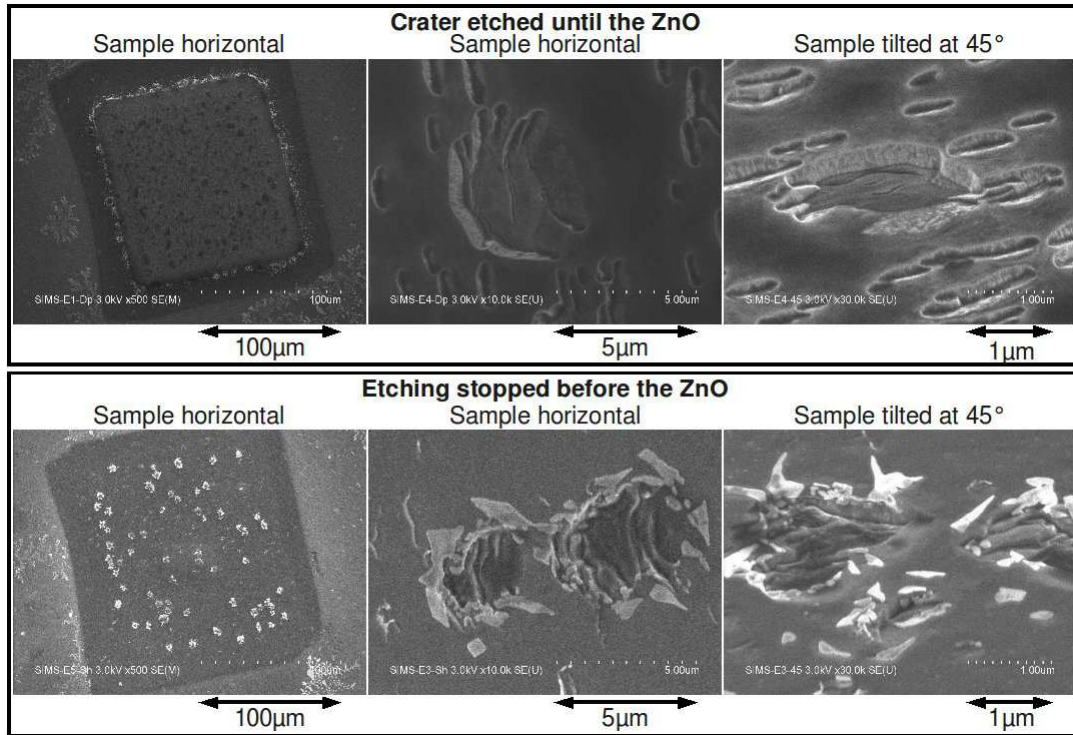 Crater etched until the ZnO
Sample horizontal
Sample horizontal
Sample tilted at 45°
SIMS-E1-Dp 3.0kV x500 SE(M)
100um
SIMS-E4-Dp 3.0kV x10.0k SE(U)
5.00um
SIMS-E4-45 3.0kV x30.0k SE(U)
1.00um
100µm
5µm
1µm
Etching stopped before the ZnO
Sample horizontal
Sample horizontal
Sample tilted at 45°
SIMS-E5-Sh 3.0kV x500 SE(M)
100um
SIMS-E3-Sh 3.0kV x10.0k SE(U)
5.00um
SIMS-E3-45 3.0kV x30.0k SE(U)
1.00um
100µm
5µm
1µm